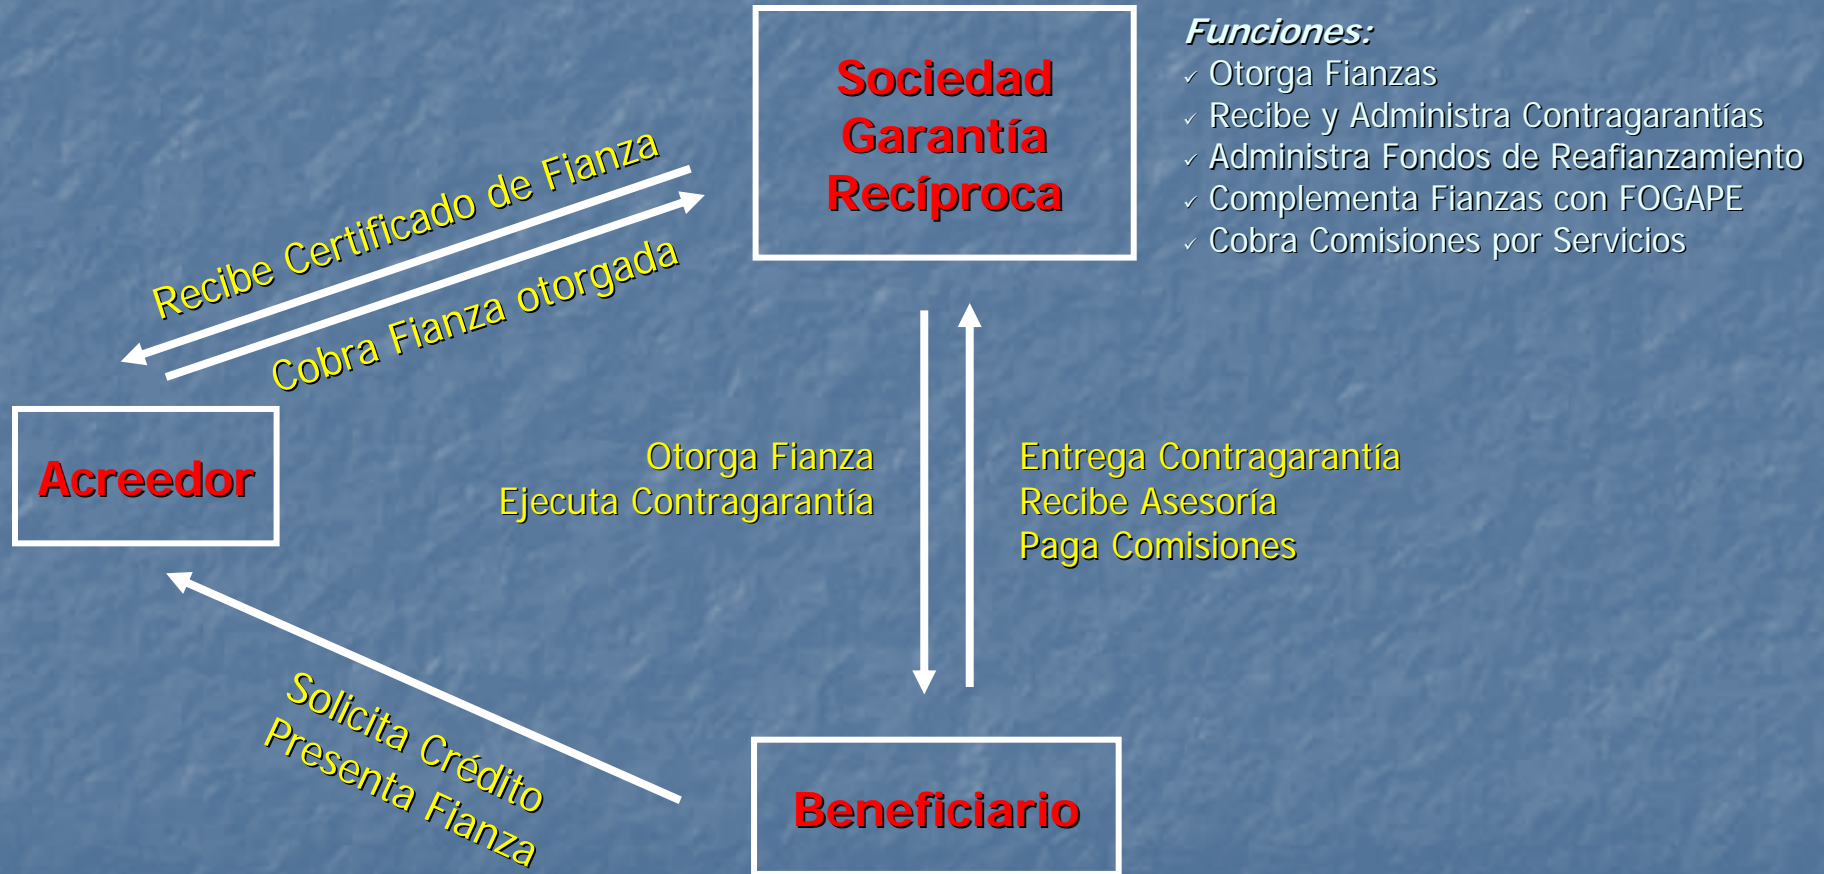 Sociedad
Garantía
Recíproca
Funciones:
✓ Otorga Fianzas
✓ Recibe y Administra Contragarantías
✓ Administra Fondos de Reafianzamiento
✓ Complementa Fianzas con FOGAPE
✓ Cobra Comisiones por Servicios
Recibe Certificado de Fianza
Cobra Fianza otorgada
Acreedor
Otorga Fianza
Ejecuta Contragarantía
Entrega Contragarantía
Recibe Asesoría
Paga Comisiones
Solicita Crédito
Presenta Fianza
Beneficiario